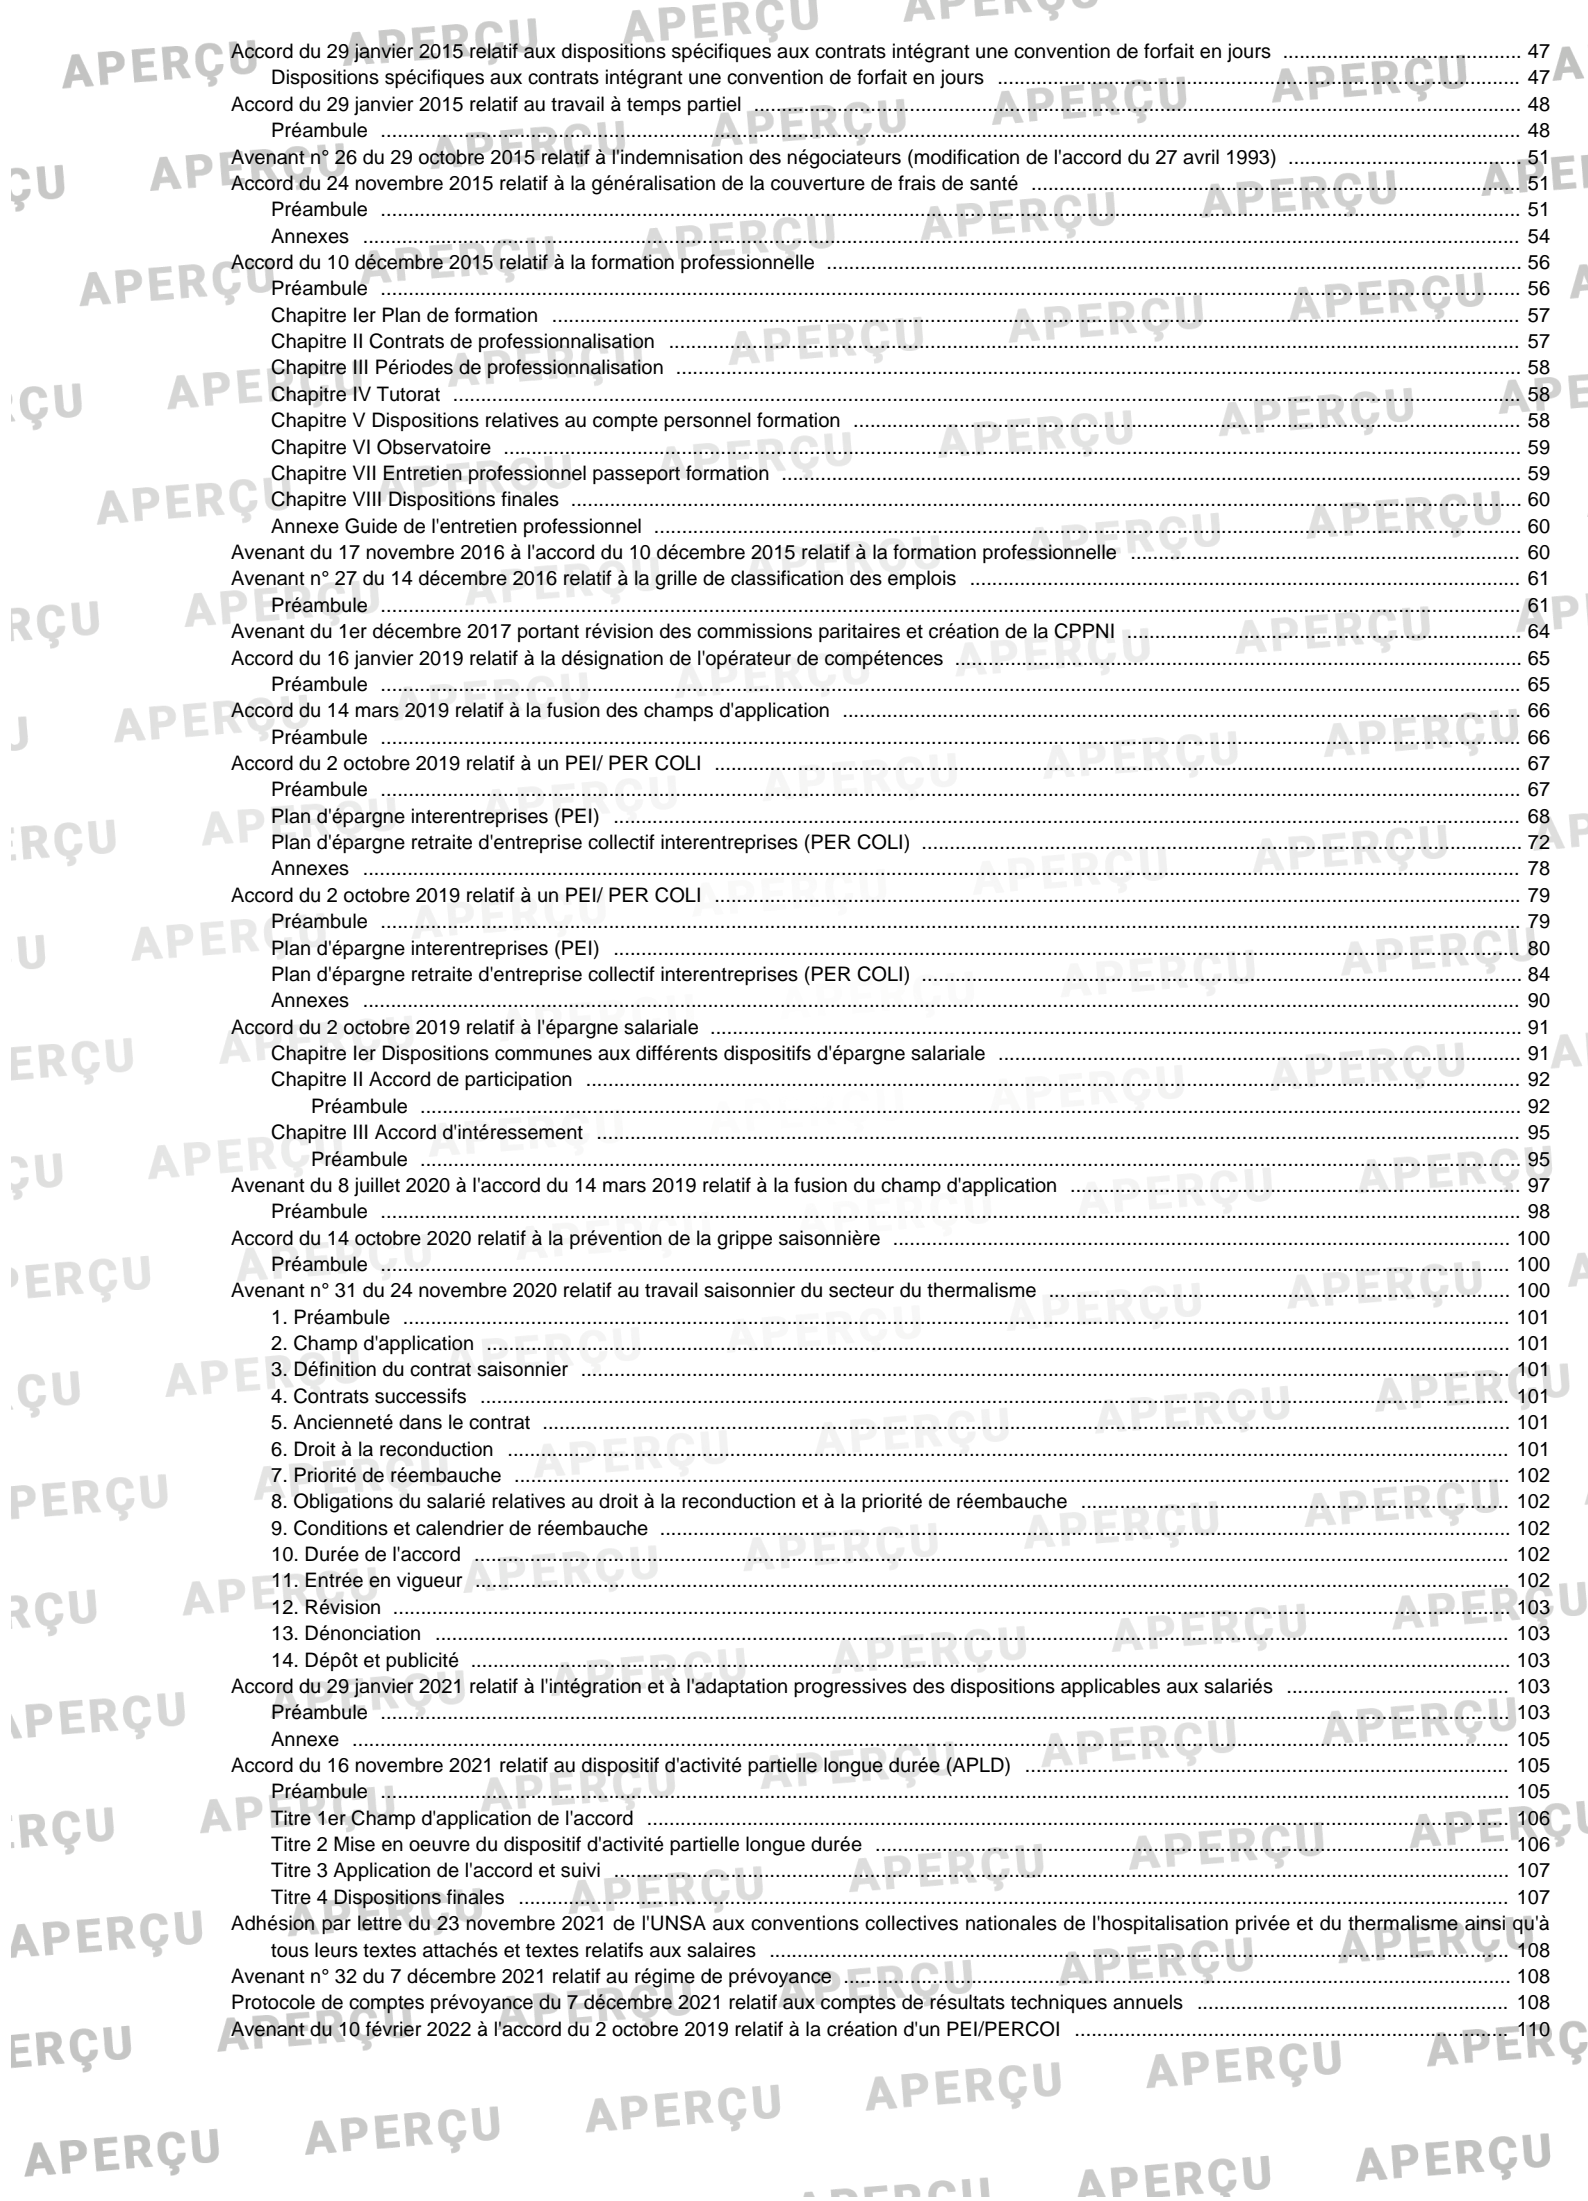 Accord du 29 janvier 2015 relatif aux dispositions spécifiques aux contrats intégrant une convention de forfait en jours ... 47
Dispositions spécifiques aux contrats intégrant une convention de forfait en jours ... 47
Accord du 29 janvier 2015 relatif au travail à temps partiel ... 48
Préambule ... 48
Avenant n° 26 du 29 octobre 2015 relatif à l'indemnisation des négociateurs (modification de l'accord du 27 avril 1993) ... 51
Accord du 24 novembre 2015 relatif à la généralisation de la couverture de frais de santé ... 51
Préambule ... 51
Annexes ... 54
Accord du 10 décembre 2015 relatif à la formation professionnelle ... 56
Préambule ... 56
Chapitre Ier Plan de formation ... 57
Chapitre II Contrats de professionnalisation ... 57
Chapitre III Périodes de professionnalisation ... 58
Chapitre IV Tutorat ... 58
Chapitre V Dispositions relatives au compte personnel formation ... 58
Chapitre VI Observatoire ... 59
Chapitre VII Entretien professionnel passeport formation ... 59
Chapitre VIII Dispositions finales ... 60
Annexe Guide de l'entretien professionnel ... 60
Avenant du 17 novembre 2016 à l'accord du 10 décembre 2015 relatif à la formation professionnelle ... 60
Avenant n° 27 du 14 décembre 2016 relatif à la grille de classification des emplois ... 61
Préambule ... 61
Avenant du 1er décembre 2017 portant révision des commissions paritaires et création de la CPPNI ... 64
Accord du 16 janvier 2019 relatif à la désignation de l'opérateur de compétences ... 65
Préambule ... 65
Accord du 14 mars 2019 relatif à la fusion des champs d'application ... 66
Préambule ... 66
Accord du 2 octobre 2019 relatif à un PEI/ PER COLI ... 67
Préambule ... 67
Plan d'épargne interentreprises (PEI) ... 68
Plan d'épargne retraite d'entreprise collectif interentreprises (PER COLI) ... 72
Annexes ... 78
Accord du 2 octobre 2019 relatif à un PEI/ PER COLI ... 79
Préambule ... 79
Plan d'épargne interentreprises (PEI) ... 80
Plan d'épargne retraite d'entreprise collectif interentreprises (PER COLI) ... 84
Annexes ... 90
Accord du 2 octobre 2019 relatif à l'épargne salariale ... 91
Chapitre Ier Dispositions communes aux différents dispositifs d'épargne salariale ... 91
Chapitre II Accord de participation ... 92
Préambule ... 92
Chapitre III Accord d'intéressement ... 95
Préambule ... 95
Avenant du 8 juillet 2020 à l'accord du 14 mars 2019 relatif à la fusion du champ d'application ... 97
Préambule ... 98
Accord du 14 octobre 2020 relatif à la prévention de la grippe saisonnière ... 100
Préambule ... 100
Avenant n° 31 du 24 novembre 2020 relatif au travail saisonnier du secteur du thermalisme ... 100
1. Préambule ... 101
2. Champ d'application ... 101
3. Définition du contrat saisonnier ... 101
4. Contrats successifs ... 101
5. Ancienneté dans le contrat ... 101
6. Droit à la reconduction ... 101
7. Priorité de réembauche ... 102
8. Obligations du salarié relatives au droit à la reconduction et à la priorité de réembauche ... 102
9. Conditions et calendrier de réembauche ... 102
10. Durée de l'accord ... 102
11. Entrée en vigueur ... 102
12. Révision ... 103
13. Dénonciation ... 103
14. Dépôt et publicité ... 103
Accord du 29 janvier 2021 relatif à l'intégration et à l'adaptation progressives des dispositions applicables aux salariés ... 103
Préambule ... 103
Annexe ... 105
Accord du 16 novembre 2021 relatif au dispositif d'activité partielle longue durée (APLD) ... 105
Préambule ... 105
Titre 1er Champ d'application de l'accord ... 106
Titre 2 Mise en oeuvre du dispositif d'activité partielle longue durée ... 106
Titre 3 Application de l'accord et suivi ... 107
Titre 4 Dispositions finales ... 107
Adhésion par lettre du 23 novembre 2021 de l'UNSA aux conventions collectives nationales de l'hospitalisation privée et du thermalisme ainsi qu'à
tous leurs textes attachés et textes relatifs aux salaires ... 108
Avenant n° 32 du 7 décembre 2021 relatif au régime de prévoyance ... 108
Protocole de comptes prévoyance du 7 décembre 2021 relatif aux comptes de résultats techniques annuels ... 108
Avenant du 10 février 2022 à l'accord du 2 octobre 2019 relatif à la création d'un PEI/PERCOI ... 110
APERÇU